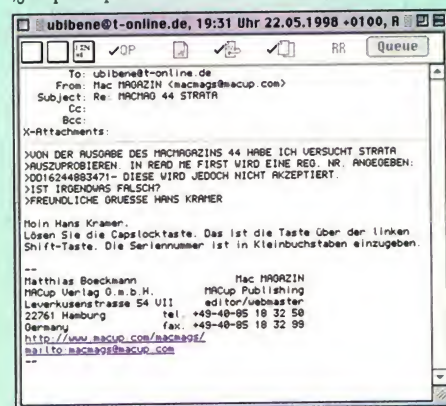 ubibene@t-online.de, 19:31 Uhr 22.05.1998 +0100, R
QP RR Queue
To: ubibene@t-online.de
From: Mac MAGAZIN <macmags@macup.com>
Subject: Re: MACMAG 44 STRATA
Cc:
Bcc:
X-Attachments:
>VON DER AUSGABE DES MACMAGAZINS 44 HABE ICH VERSUCHT STRATA
>AUSZUPROBIEREN. IN READ ME FIRST WIRD EINE REG. NR. ANGEGEBEN:
>DO16244883471- DIESE WIRD JEDOCH NICHT AKZEPTIERT.
>IST IRGENDWAS FALSCH?
>FREUNDLICHE GRUESSE HANS KRAMER
Moin Hans Kramer,
Lösen Sie die Capslocktaste. Das ist die Taste über der linken
Shift-Taste. Die Seriennummer ist in Kleinbuchstaben einzugeben.
--
Matthias Boeckmann Mac MAGAZIN
MACup Verlag G.m.b.H. MACup Publishing
Leverkusenstrasse 54 VII editor/webmaster
22761 Hamburg tel. +49-40-85 18 32 50
Germany fax. +49-40-85 18 32 99
http://www.macup.com/macmags/
mailto:macmags@macup.com
--